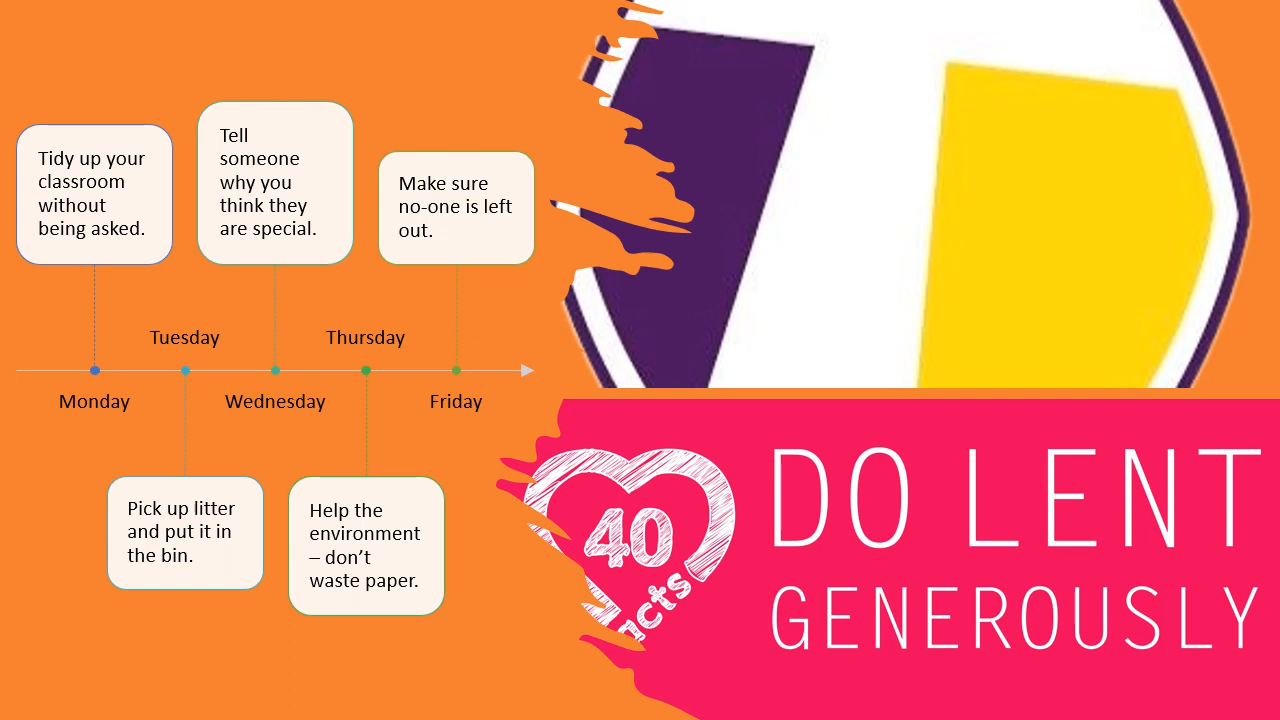 Tidy up your
classroom
without
being asked.
Tell
someone
why you
think they
are special.
Make sure
no-one is left
out.
Tuesday
Thursday
Monday
Wednesday
Friday
Pick up litter
and put it in
the bin.
Help the
environment
– don’t
waste paper.
40
acts
DO LENT
GENEROUSLY